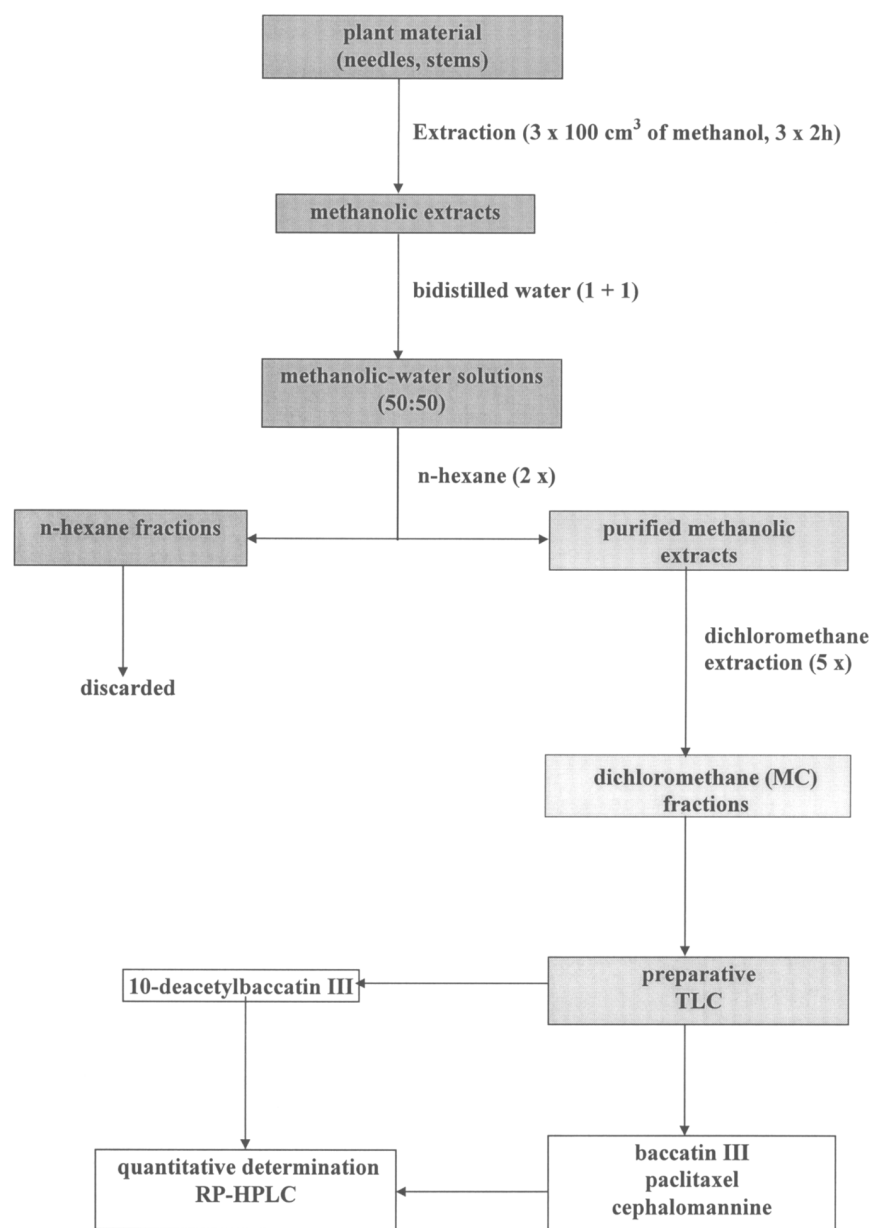 plant material
(needles, stems)
Extraction (3 x 100 cm³ of methanol, 3 x 2h)
methanolic extracts
bidistilled water (1 + 1)
methanolic-water solutions
(50:50)
n-hexane (2 x)
n-hexane fractions
purified methanolic
extracts
dichloromethane
extraction (5 x)
discarded
dichloromethane (MC)
fractions
10-deacetylbaccatin III
preparative
TLC
quantitative determination
RP-HPLC
baccatin III
paclitaxel
cephalomannine